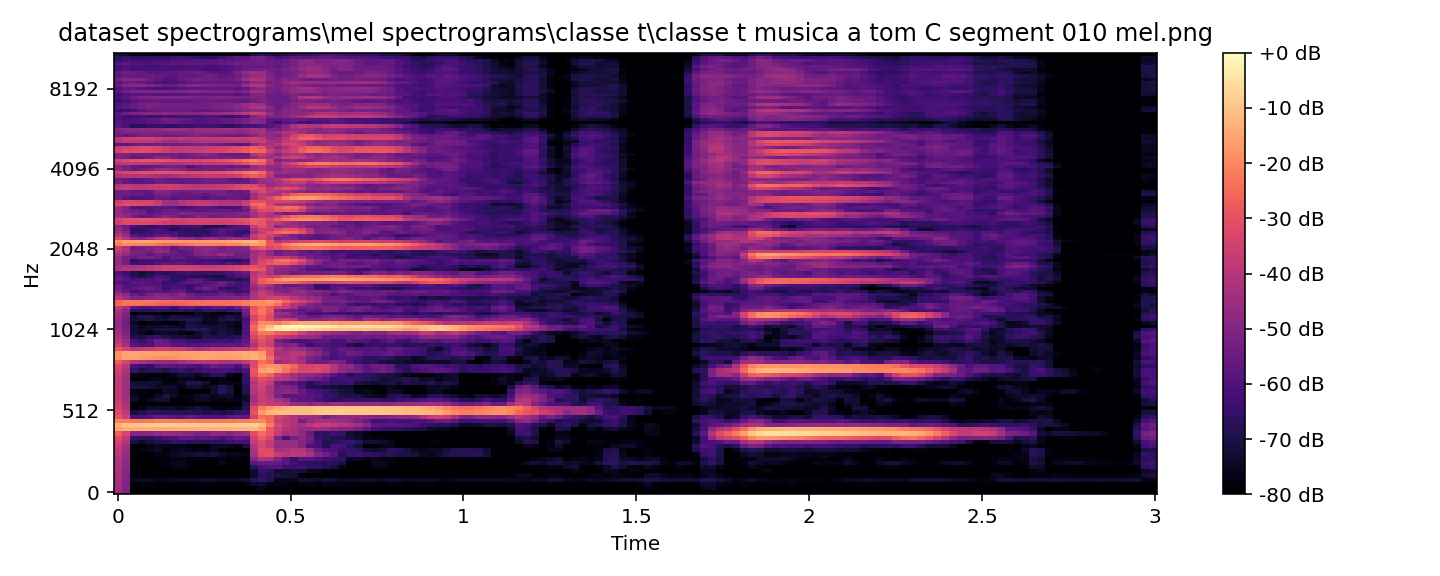 dataset spectrograms\mel spectrograms\classe t\classe t musica a tom C segment 010 mel.png
8192
4096
2048
1024
512
0
Hz
0
0.5
1
1.5
2
2.5
3
Time
+0 dB
-10 dB
-20 dB
-30 dB
-40 dB
-50 dB
-60 dB
-70 dB
-80 dB